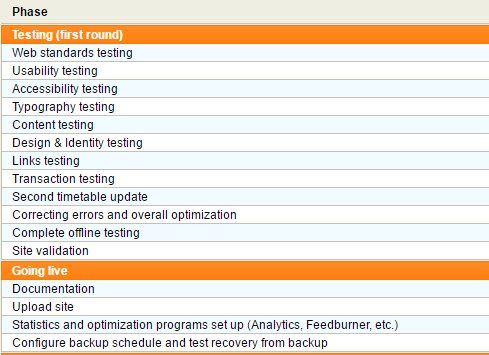 Phase
Testing (first round)
Web standards testing
Usability testing
Accessibility testing
Typography testing
Content testing
Design & Identity testing
Links testing
Transaction testing
Second timetable update
Correcting errors and overall optimization
Complete offline testing
Site validation
Going live
Documentation
Upload site
Statistics and optimization programs set up (Analytics, Feedburner, etc.)
Configure backup schedule and test recovery from backup